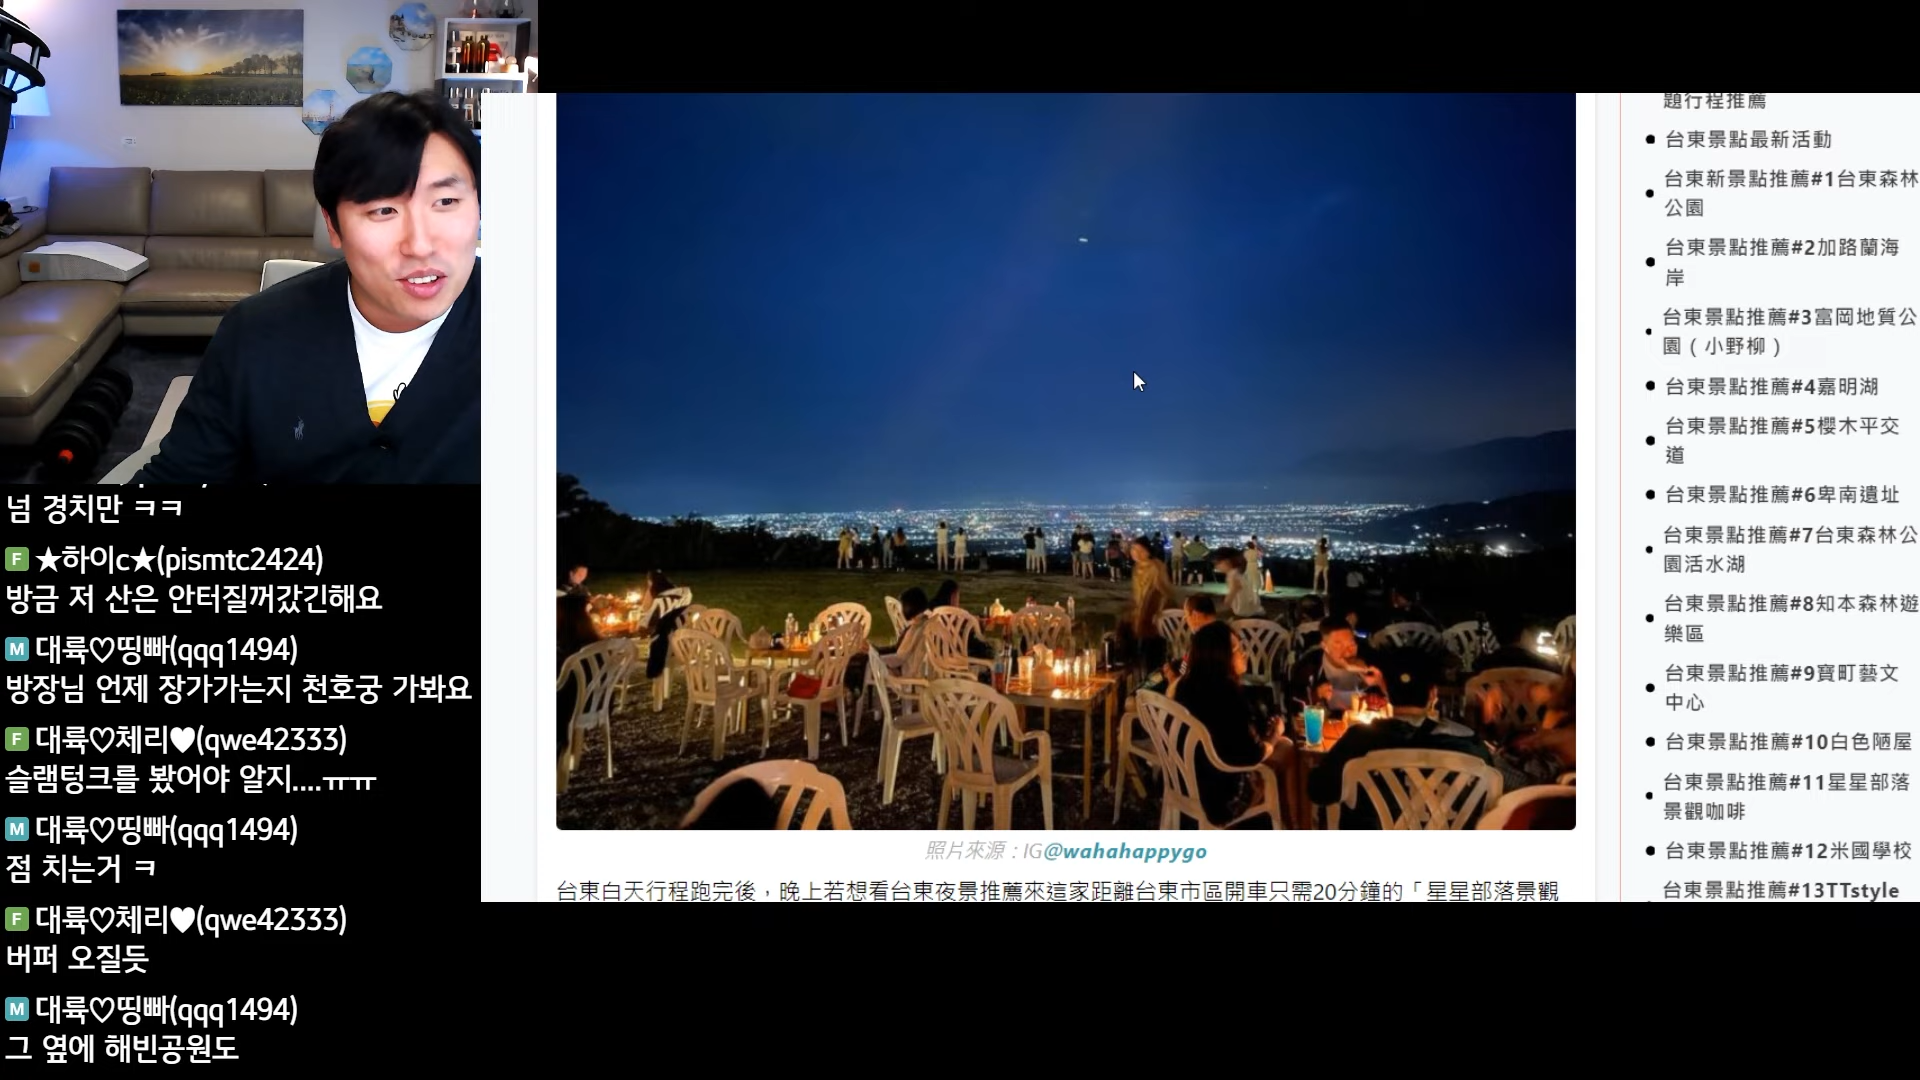 넘 경치만 ㅋㅋ
F ★하이c★(pismtc2424)
방금 저 산은 안터질꺼갔긴해요
M 대륙♡띵빠(qqq1494)
방장님 언제 장가가는지 천호궁 가봐요
F 대륙♡체리♥(qwe42333)
슬램텅크를 봤어야 알지....ㅠㅠ
M 대륙♡띵빠(qqq1494)
점 치는거 ㅋ
F 대륙♡체리♥(qwe42333)
버퍼 오질듯
M 대륙♡띵빠(qqq1494)
그 옆에 해빈공원도
照片來源：IG@wahahappygo
台東白天行程跑完後，晚上若想看台東夜景推薦來這家距離台東市區開車只需20分鐘的「星星部落景觀
題行程推薦
台東景點最新活動
台東新景點推薦#1台東森林
公園
台東景點推薦#2加路蘭海
岸
台東景點推薦#3富岡地質公
園（小野柳）
台東景點推薦#4嘉明湖
台東景點推薦#5櫻木平交
道
台東景點推薦#6卑南遺址
台東景點推薦#7台東森林公
園活水湖
台東景點推薦#8知本森林遊
樂區
台東景點推薦#9寶町藝文
中心
台東景點推薦#10白色陋屋
台東景點推薦#11星星部落
景觀咖啡
台東景點推薦#12米國學校
台東景點推薦#13TTstyle